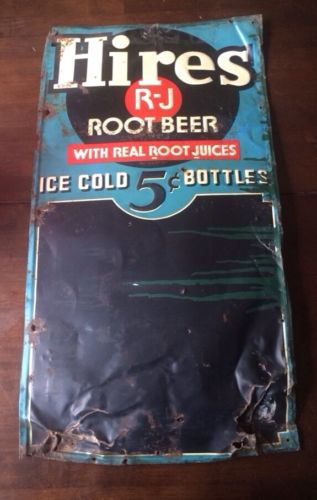 Hires
R-J
ROOT BEER
WITH REAL ROOT JUICES
ICE COLD 5¢ BOTTLES